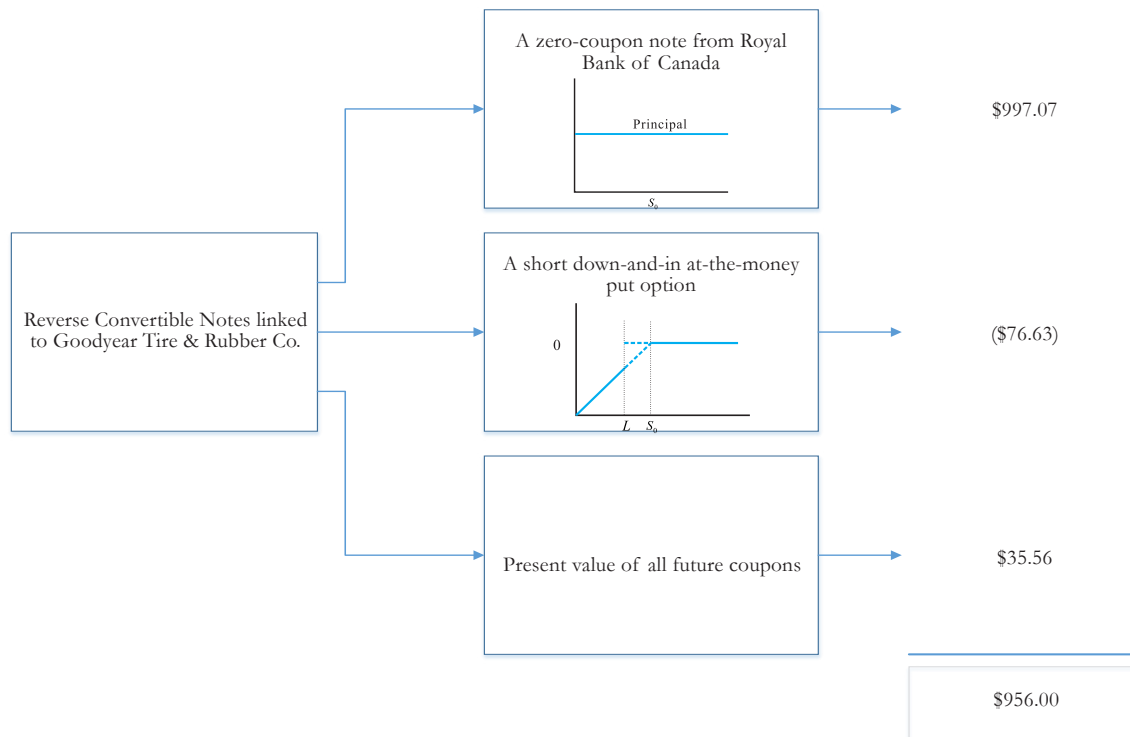 A zero-coupon note from Royal
Bank of Canada
Principal
S₀
$997.07
Reverse Convertible Notes linked
to Goodyear Tire & Rubber Co.
A short down-and-in at-the-money
put option
0
L S₀
($76.63)
Present value of all future coupons
$35.56
$956.00